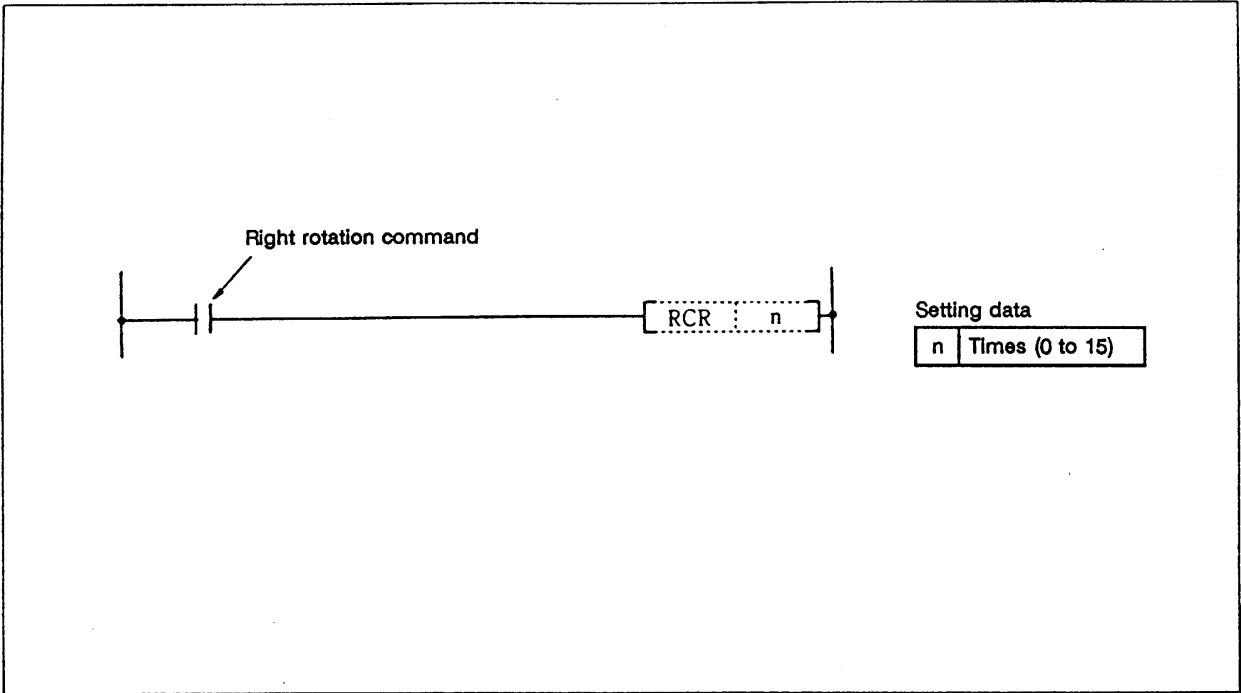 Right rotation command
RCR n
Setting data
n Times (0 to 15)